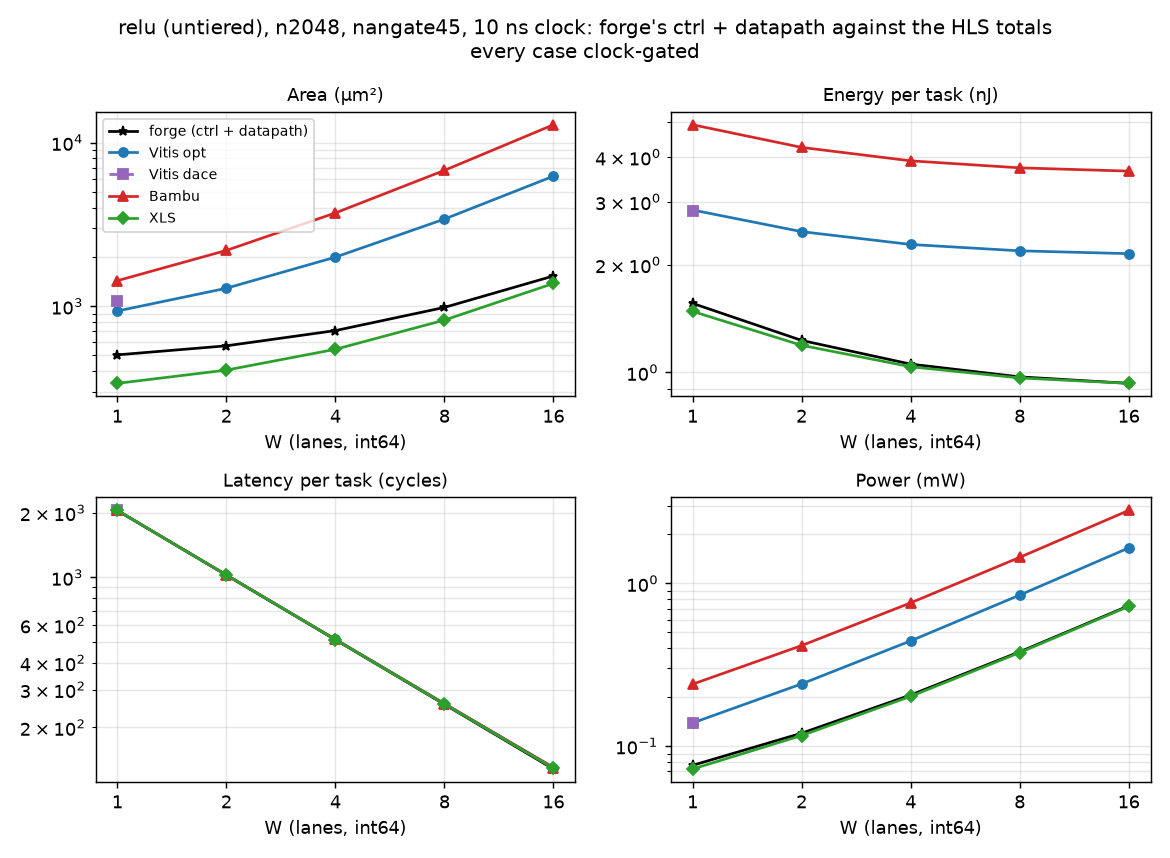 relu (untiered), n2048, nangate45, 10 ns clock: forge's ctrl + datapath against the HLS totals
every case clock-gated
Area (µm²)
10⁴
10³
forge (ctrl + datapath)
Vitis opt
Vitis dace
Bambu
XLS
1 2 4 8 16
W (lanes, int64)
Energy per task (nJ)
4 × 10⁰
3 × 10⁰
2 × 10⁰
10⁰
1 2 4 8 16
W (lanes, int64)
Latency per task (cycles)
2 × 10³
10³
6 × 10²
4 × 10²
3 × 10²
2 × 10²
1 2 4 8 16
W (lanes, int64)
Power (mW)
10⁰
10⁻¹
1 2 4 8 16
W (lanes, int64)